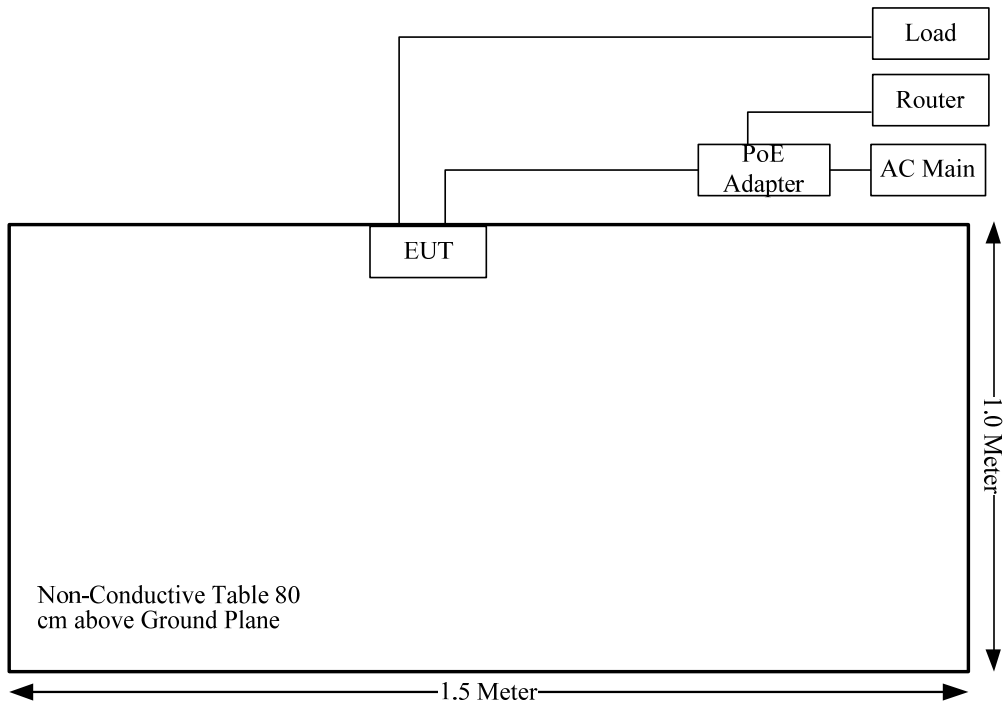 Load
Router
PoE
Adapter
AC Main
EUT
1.0 Meter
Non-Conductive Table 80
cm above Ground Plane
1.5 Meter